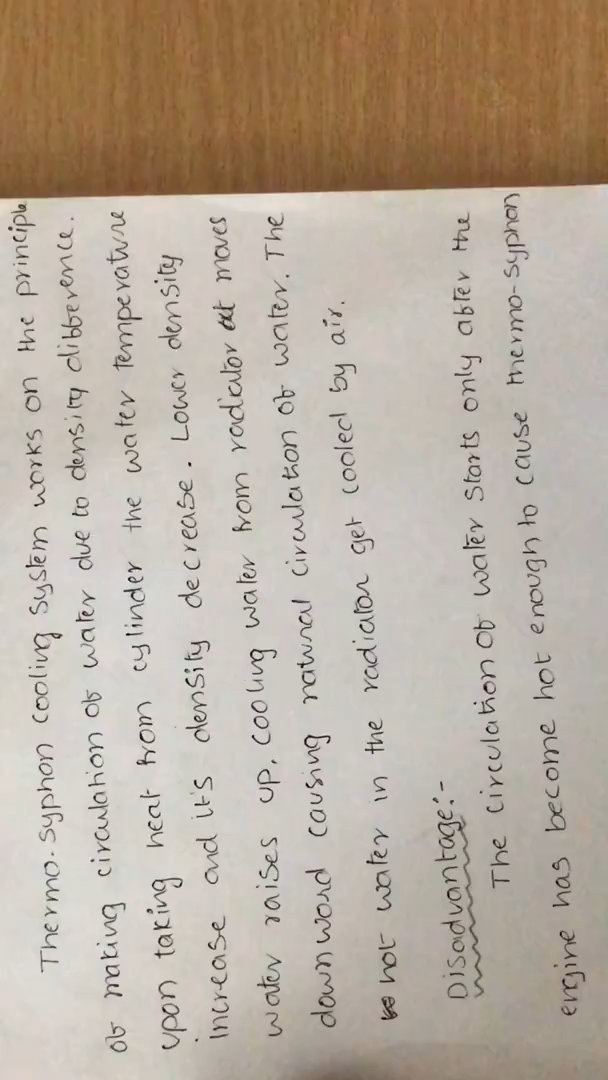 Thermo. Syphon cooling system works on the principle
of making circulation of water due to density difference.
upon taking heat from cylinder the water temperature
increase and it's density decrease. Lower density
water raises up, cooling water from radiator moves
downword causing natural circulation of water. The
hot water in the radiator get cooled by air.
Disadvantage:-
The circulation of water starts only after the
engine has become hot enough to cause thermo-syphon